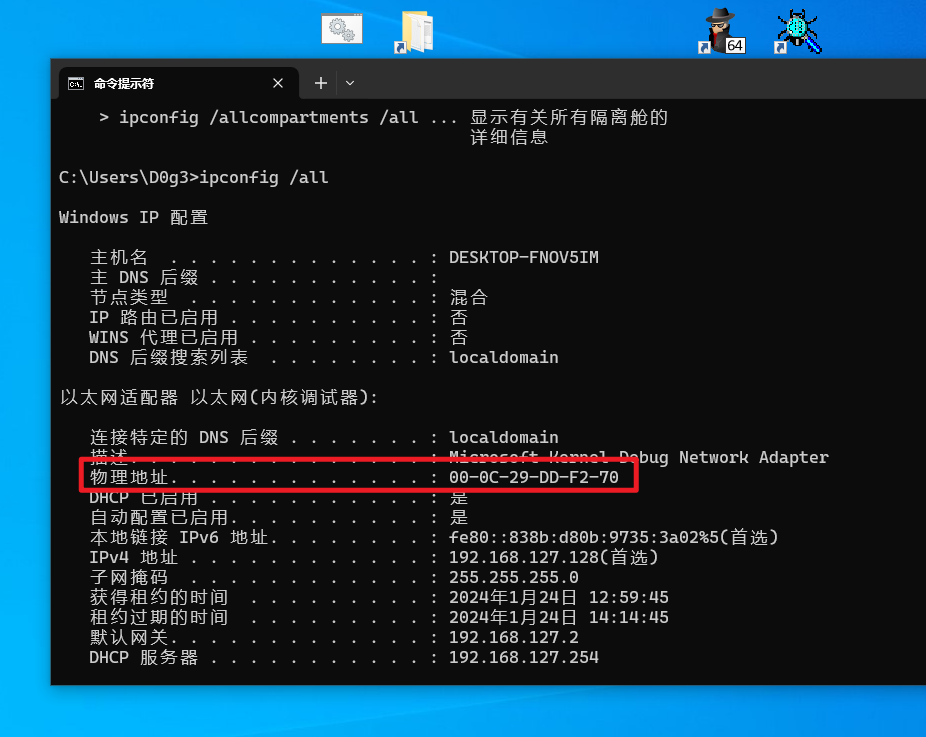 64
命令提示符
> ipconfig /allcompartments /all ... 显示有关所有隔离舱的
详细信息
C:\Users\D0g3>ipconfig /all
Windows IP 配置
主机名 . . . . . . . . . . . . . : DESKTOP-FNOV5IM
主 DNS 后缀 . . . . . . . . . . . :
节点类型 . . . . . . . . . . . . : 混合
IP 路由已启用 . . . . . . . . . . : 否
WINS 代理已启用 . . . . . . . . . : 否
DNS 后缀搜索列表 . . . . . . . . : localdomain
以太网适配器 以太网(内核调试器):
连接特定的 DNS 后缀 . . . . . . . : localdomain
描述. . . . . . . . . . . . . . . : Microsoft Kernel Debug Network Adapter
物理地址. . . . . . . . . . . . . : 00-0C-29-DD-F2-70
DHCP 已启用 . . . . . . . . . . . : 是
自动配置已启用. . . . . . . . . . : 是
本地链接 IPv6 地址. . . . . . . . : fe80::838b:d80b:9735:3a02%5(首选)
IPv4 地址 . . . . . . . . . . . . : 192.168.127.128(首选)
子网掩码 . . . . . . . . . . . . : 255.255.255.0
获得租约的时间 . . . . . . . . . : 2024年1月24日 12:59:45
租约过期的时间 . . . . . . . . . : 2024年1月24日 14:14:45
默认网关. . . . . . . . . . . . . : 192.168.127.2
DHCP 服务器 . . . . . . . . . . . : 192.168.127.254